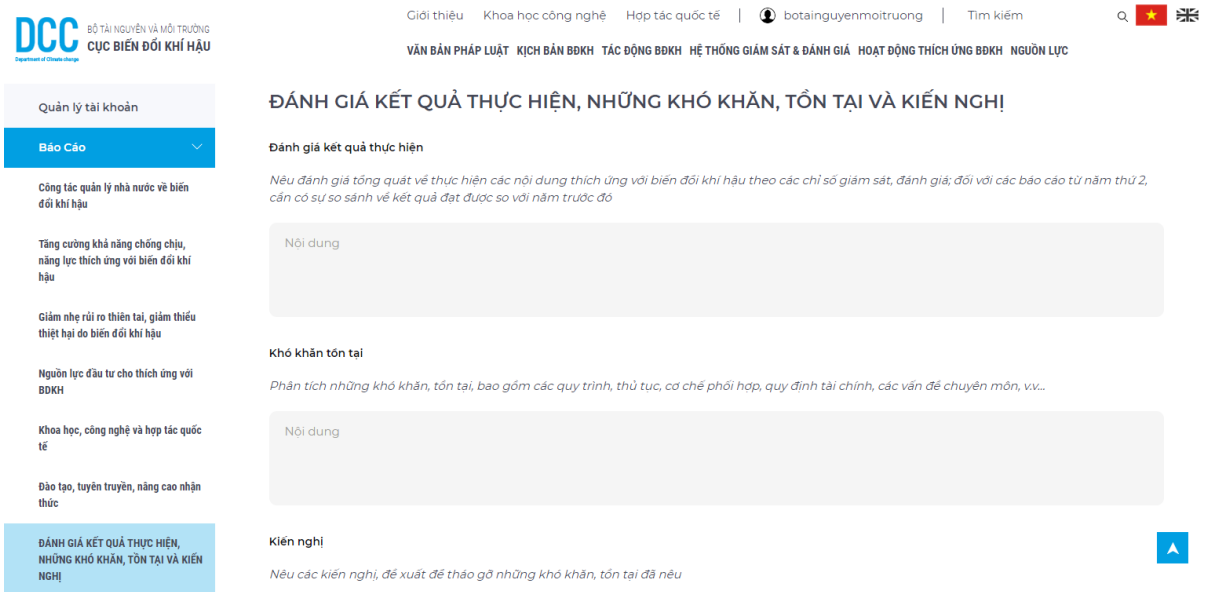 DCC
Department of Climate change
BỘ TÀI NGUYÊN VÀ MÔI TRƯỜNG
CỤC BIẾN ĐỔI KHÍ HẬU
Giới thiệu Khoa học công nghệ Hợp tác quốc tế botainguyenmoitruong Tìm kiếm
VĂN BẢN PHÁP LUẬT KỊCH BẢN BĐKH TÁC ĐỘNG BĐKH HỆ THỐNG GIÁM SÁT & ĐÁNH GIÁ HOẠT ĐỘNG THÍCH ỨNG BĐKH NGUỒN LỰC
Quản lý tài khoản
Báo Cáo
Công tác quản lý nhà nước về biến
đổi khí hậu
Tăng cường khả năng chống chịu,
năng lực thích ứng với biến đổi khí
hậu
Giảm nhẹ rủi ro thiên tai, giảm thiểu
thiệt hại do biến đổi khí hậu
Nguồn lực đầu tư cho thích ứng với
BDKH
Khoa học, công nghệ và hợp tác quốc
tế
Đào tạo, tuyên truyền, nâng cao nhận
thức
ĐÁNH GIÁ KẾT QUẢ THỰC HIỆN,
NHỮNG KHÓ KHĂN, TỒN TẠI VÀ KIẾN
NGHỊ
ĐÁNH GIÁ KẾT QUẢ THỰC HIỆN, NHỮNG KHÓ KHĂN, TỒN TẠI VÀ KIẾN NGHỊ
Đánh giá kết quả thực hiện
Nêu đánh giá tổng quát về thực hiện các nội dung thích ứng với biến đổi khí hậu theo các chỉ số giám sát, đánh giá; đối với các báo cáo từ năm thứ 2,
cần có sự so sánh về kết quả đạt được so với năm trước đó
Nội dung
Khó khăn tồn tại
Phân tích những khó khăn, tồn tại, bao gồm các quy trình, thủ tục, cơ chế phối hợp, quy định tài chính, các vấn đề chuyên môn, v.v...
Nội dung
Kiến nghị
Nêu các kiến nghị, đề xuất để tháo gỡ những khó khăn, tồn tại đã nêu